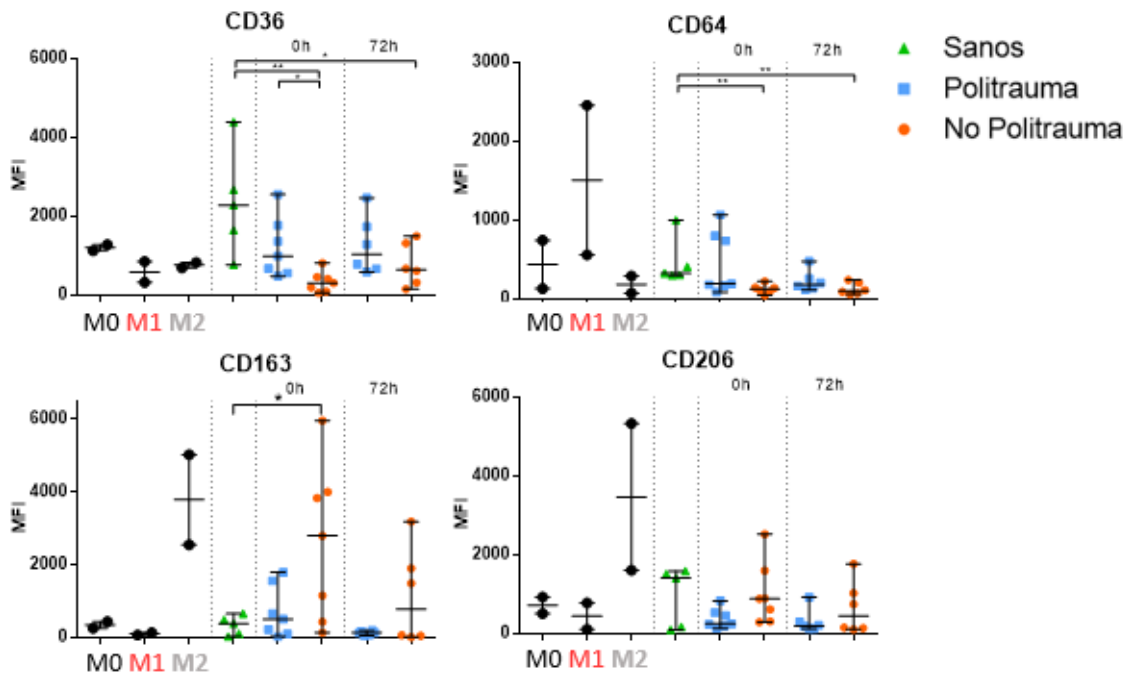 CD36
0h 72h
6000
4000
2000
0
MFI
*
**
*
M0 M1 M2
CD64
0h 72h
3000
2000
1000
0
MFI
**
**
M0 M1 M2
Sanos
Politrauma
No Politrauma
CD163
0h 72h
6000
4000
2000
0
MFI
*
M0 M1 M2
CD206
0h 72h
6000
4000
2000
0
MFI
M0 M1 M2